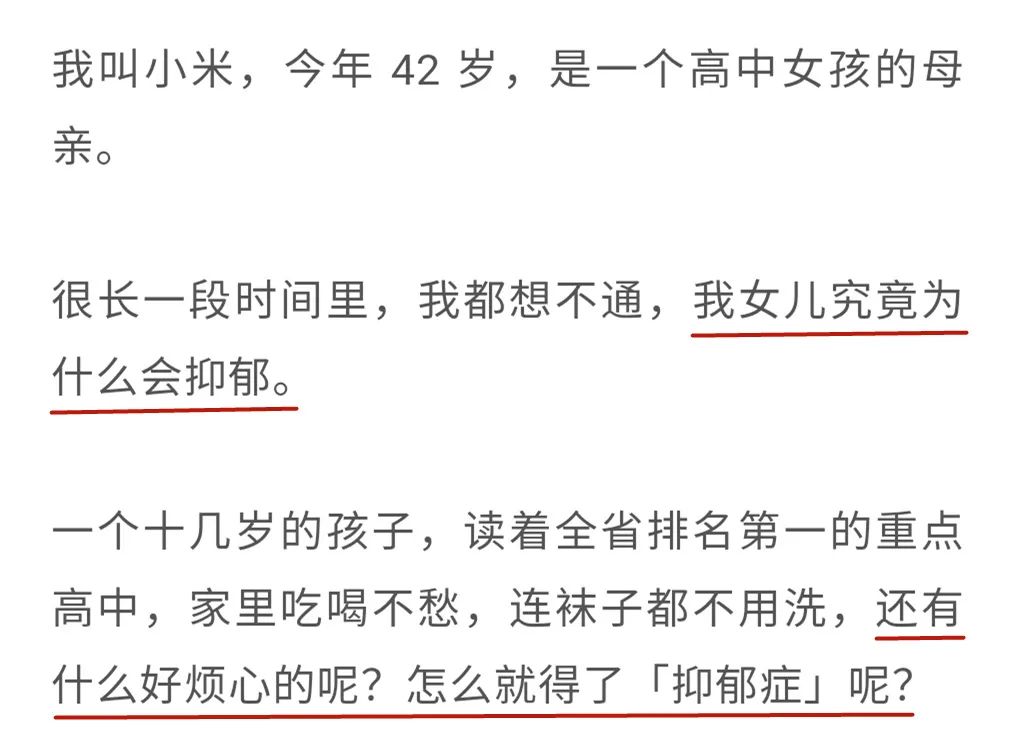 我叫小米，今年 42 岁，是一个高中女孩的母
亲。
很长一段时间里，我都想不通，我女儿究竟为
什么会抑郁。
一个十几岁的孩子，读着全省排名第一的重点
高中，家里吃喝不愁，连袜子都不用洗，还有
什么好烦心的呢？怎么就得了「抑郁症」呢？